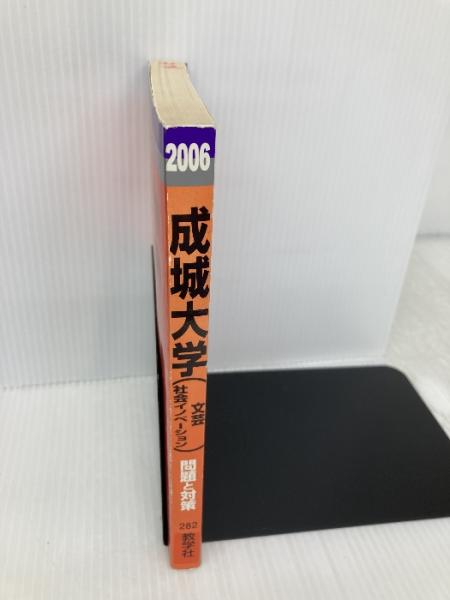 2006
成城大学
(文芸
社会イノベーション)
問題と対策
282
教学社